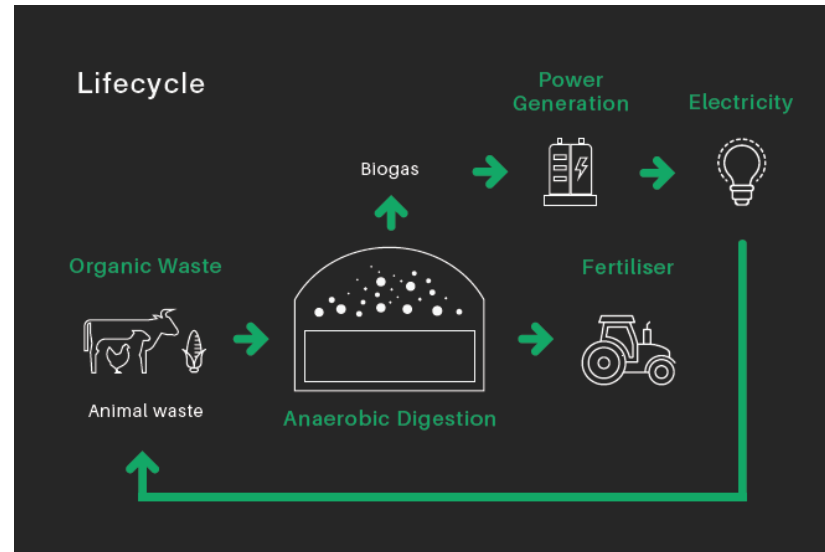 Lifecycle
Power
Generation
Electricity
Biogas
Organic Waste
Fertiliser
Animal waste
Anaerobic Digestion